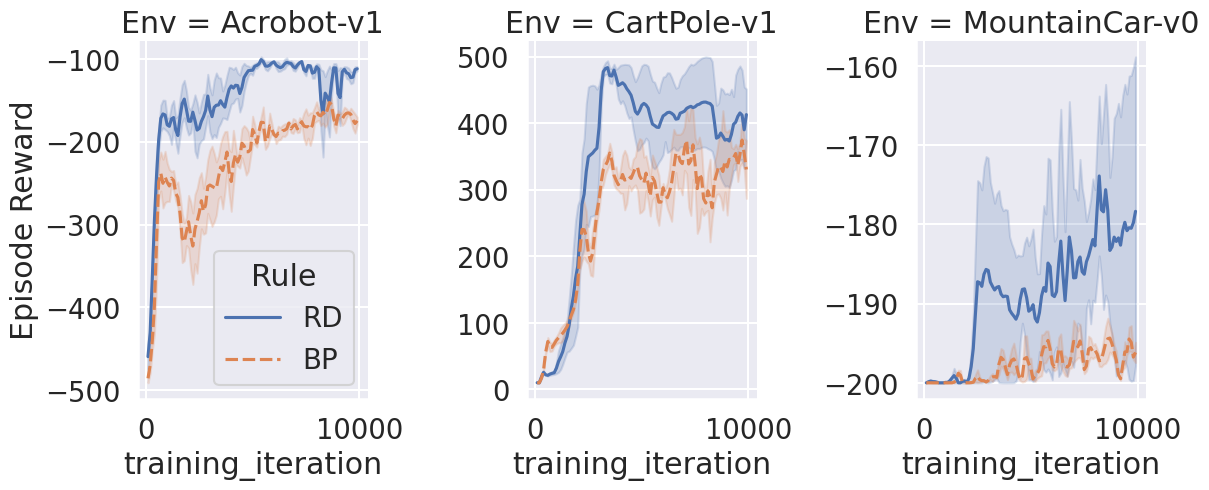 Env = Acrobot-v1
Env = CartPole-v1
Env = MountainCar-v0
Episode Reward
−100
−200
−300
−400
−500
Rule
RD
BP
0
10000
training_iteration
500
400
300
200
100
0
0
10000
training_iteration
−160
−170
−180
−190
−200
0
10000
training_iteration